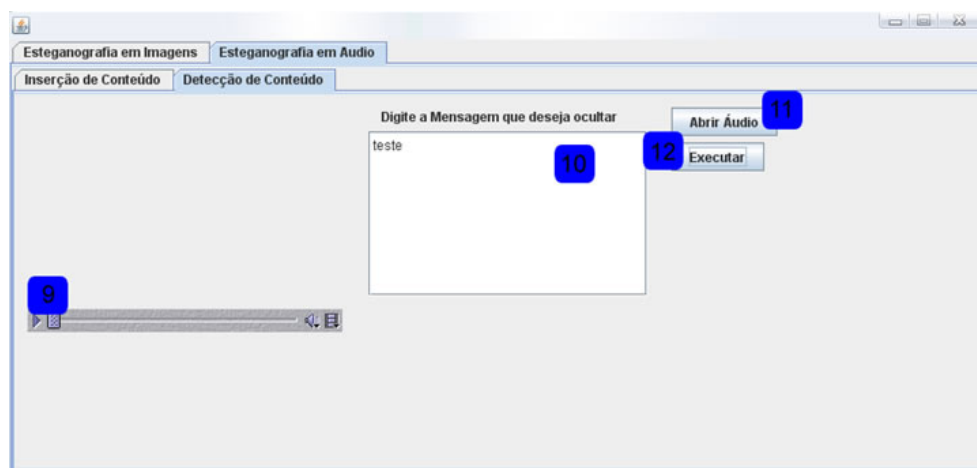 Esteganografia em Imagens Esteganografia em Audio
Inserção de Conteúdo Detecção de Conteúdo
Digite a Mensagem que deseja ocultar
Abrir Áudio 11
teste
10
12 Executar
9